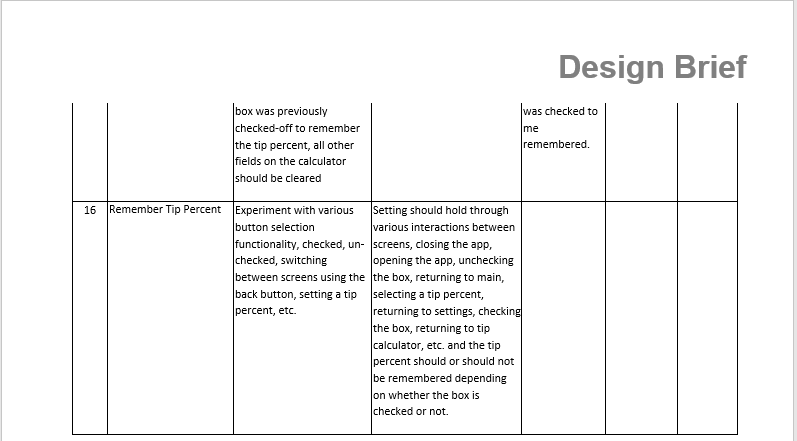 Design Brief
box was previously
checked-off to remember
the tip percent, all other
fields on the calculator
should be cleared
was checked to
me
remembered.
16
Remember Tip Percent
Experiment with various
button selection
functionality, checked, un-
checked, switching
between screens using the
back button, setting a tip
percent, etc.
Setting should hold through
various interactions between
screens, closing the app,
opening the app, unchecking
the box, returning to main,
selecting a tip percent,
returning to settings, checking
the box, returning to tip
calculator, etc. and the tip
percent should or should not
be remembered depending
on whether the box is
checked or not.